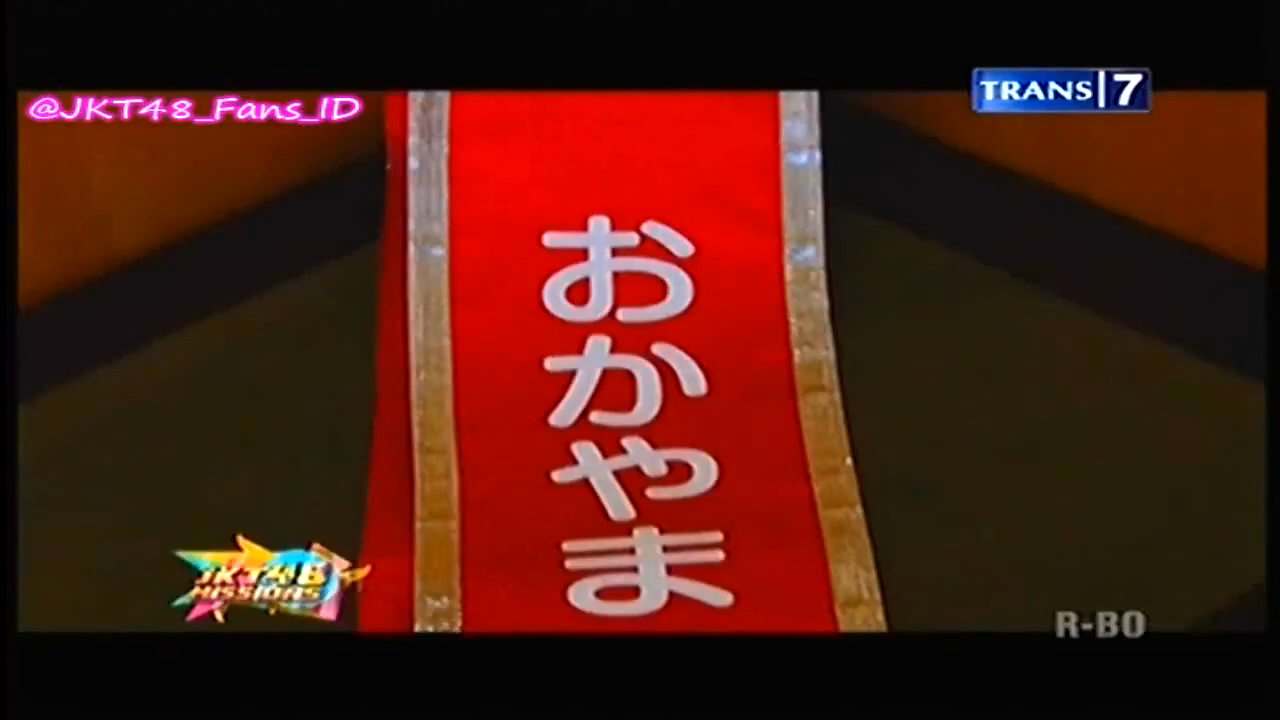 @JKT48_Fans_ID
TRANS|7
おかやま
JKT48
MISSIONS
R-BO